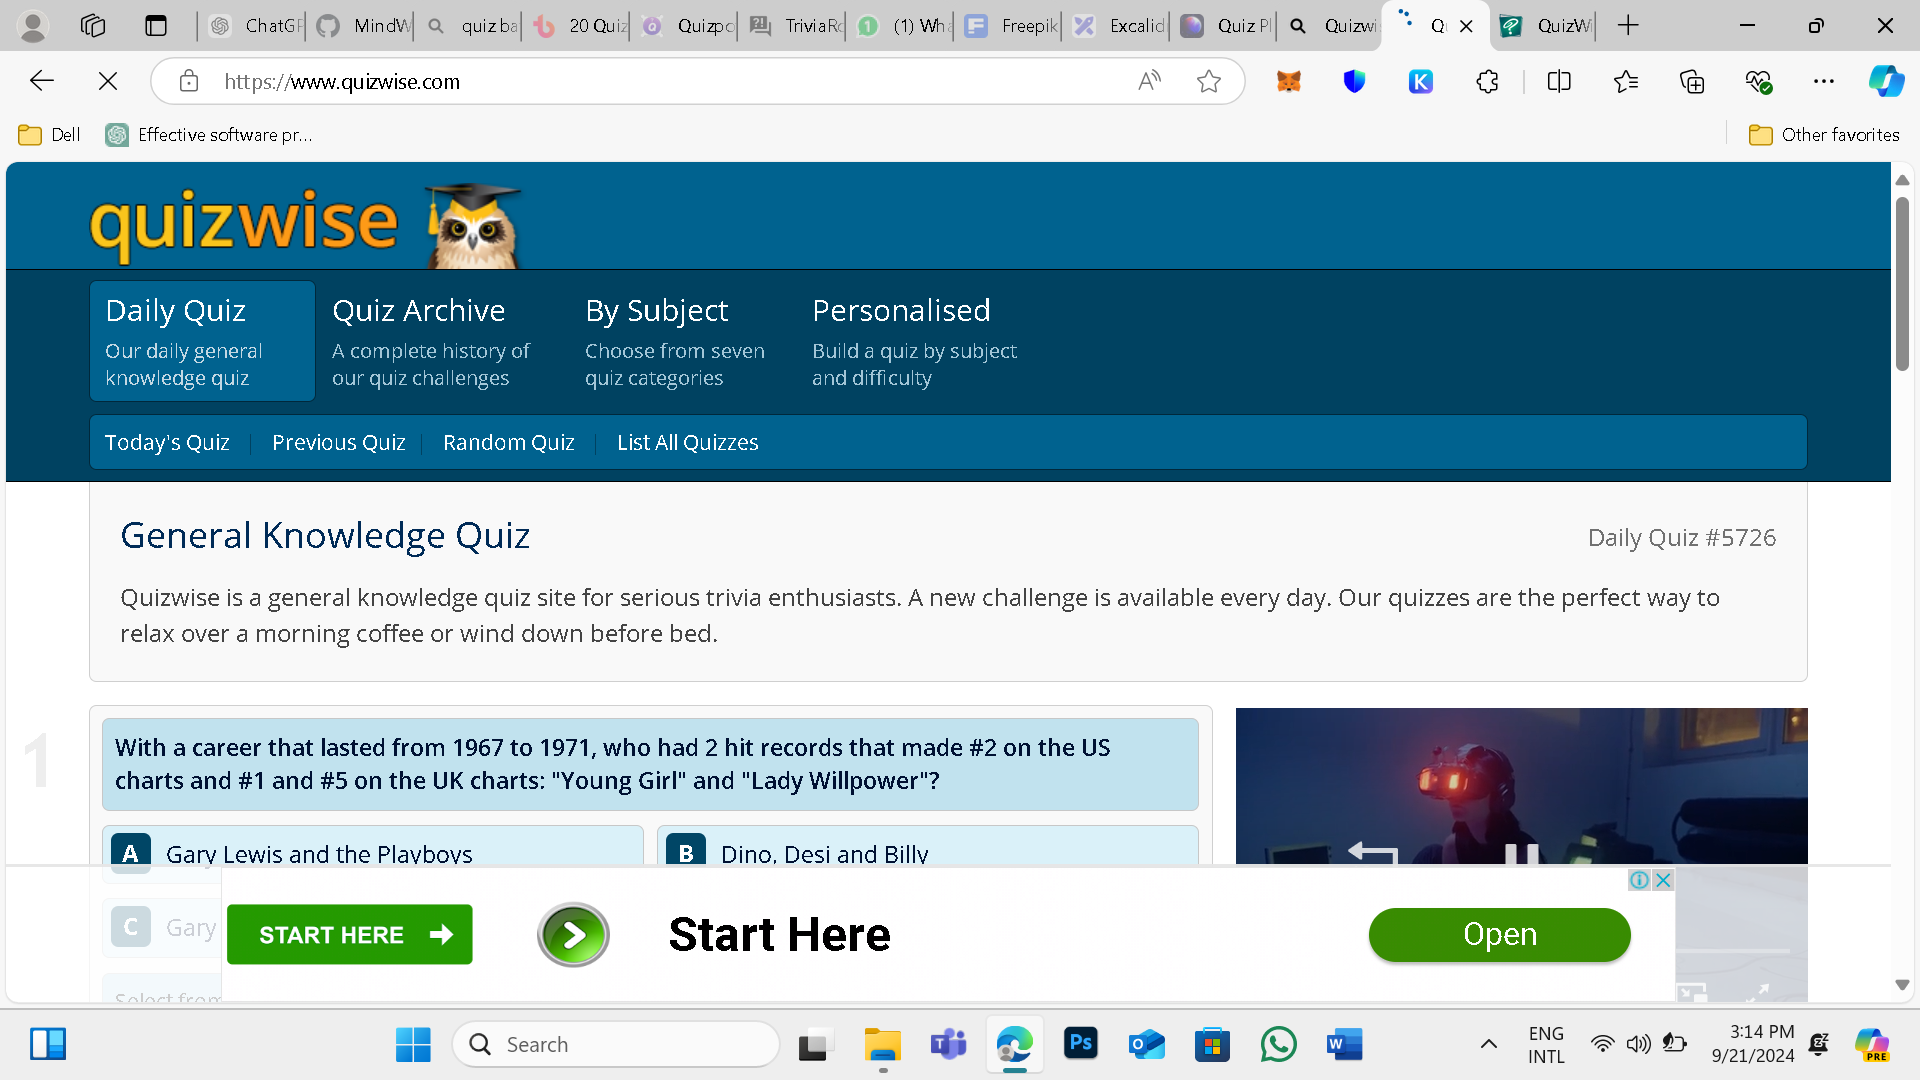 ChatGP
MindW
quiz ba
20 Quiz
Quizpo
TriviaRo
(1) Wha
Freepik
Excalid
Quiz Pl
Quizwi
Q
QuizWi
https://www.quizwise.com
Dell
Effective software pr...
Other favorites
quizwise
Daily Quiz
Our daily general
knowledge quiz
Quiz Archive
A complete history of
our quiz challenges
By Subject
Choose from seven
quiz categories
Personalised
Build a quiz by subject
and difficulty
Today's Quiz
Previous Quiz
Random Quiz
List All Quizzes
General Knowledge Quiz
Daily Quiz #5726
Quizwise is a general knowledge quiz site for serious trivia enthusiasts. A new challenge is available every day. Our quizzes are the perfect way to
relax over a morning coffee or wind down before bed.
1
With a career that lasted from 1967 to 1971, who had 2 hit records that made #2 on the US
charts and #1 and #5 on the UK charts: "Young Girl" and "Lady Willpower"?
A Gary Lewis and the Playboys
B Dino, Desi and Billy
C Gary
Select from
START HERE
Start Here
Open
Search
ENG
INTL
3:14 PM
9/21/2024
PRE